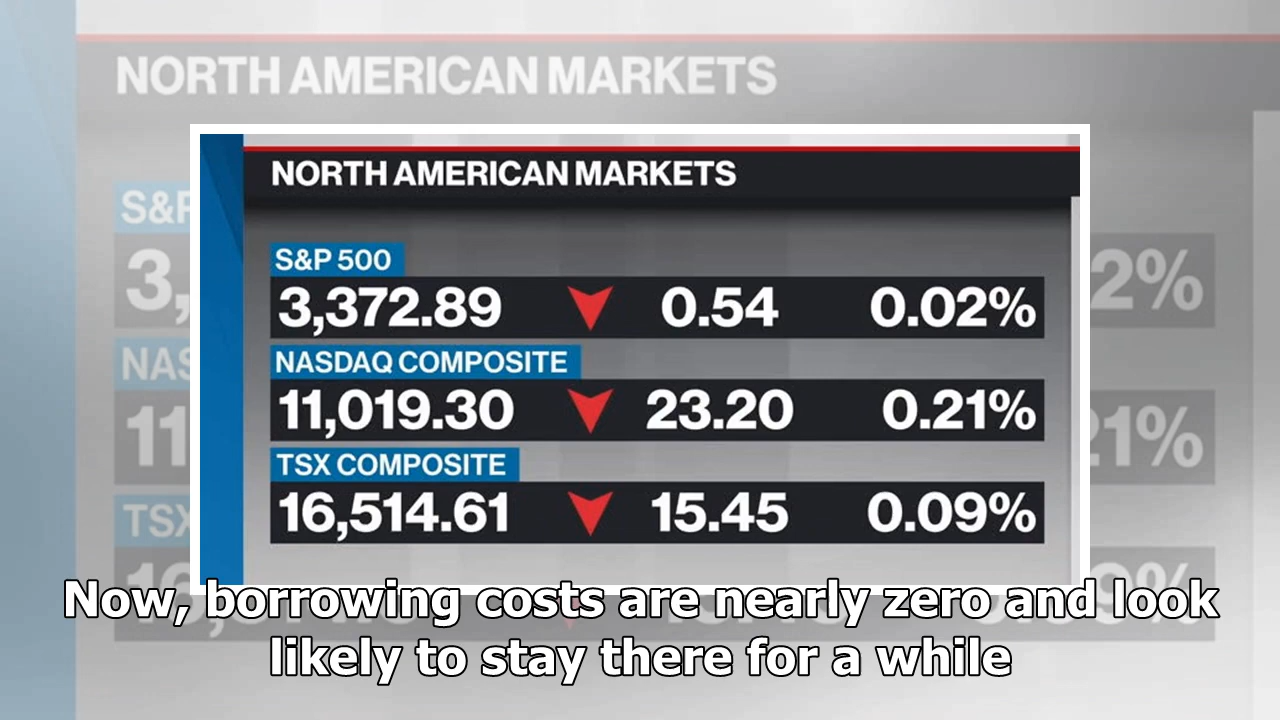 NORTH AMERICAN MARKETS
NORTH AMERICAN MARKETS
S&P 500
3,372.89 0.54 0.02%
NASDAQ COMPOSITE
11,019.30 23.20 0.21%
TSX COMPOSITE
16,514.61 15.45 0.09%
Now, borrowing costs are nearly zero and look
likely to stay there for a while